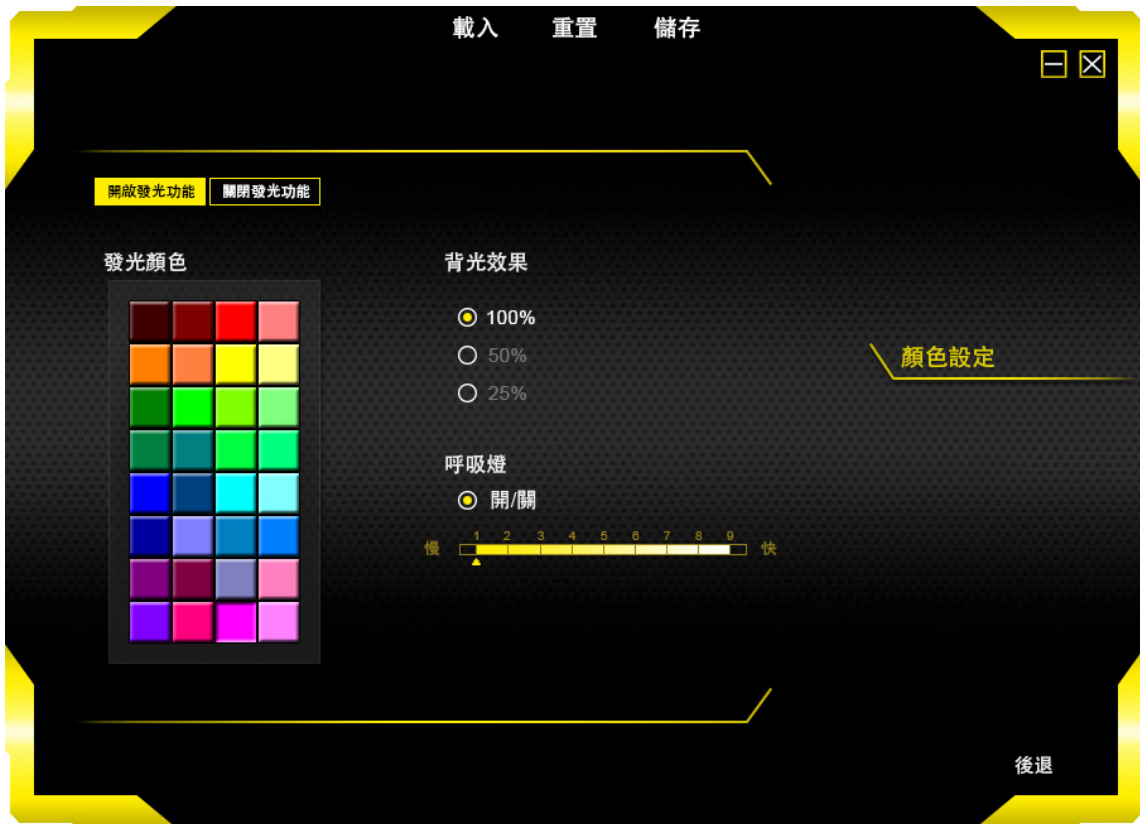 載入 重置 儲存
開啟發光功能 關閉發光功能
發光顏色
背光效果
100%
50%
25%
顏色設定
呼吸燈
開/關
慢 1 2 3 4 5 6 7 8 9 快
後退